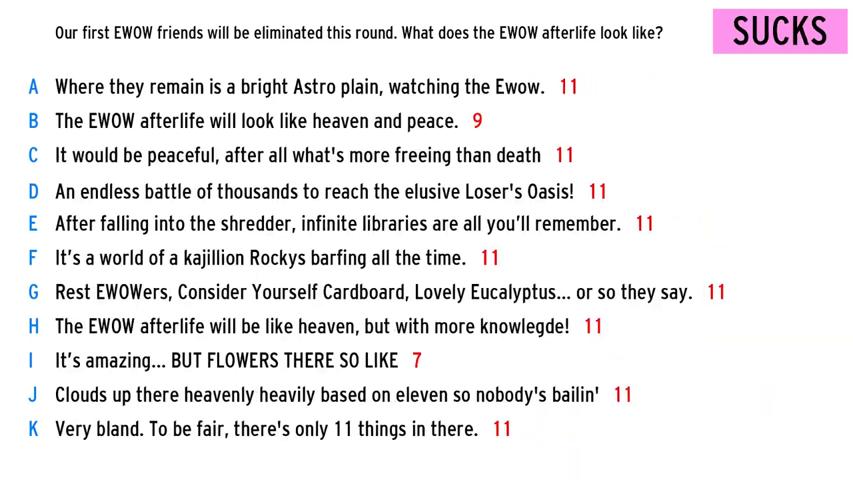 Our first EWOW friends will be eliminated this round. What does the EWOW afterlife look like?
SUCKS
A Where they remain is a bright Astro plain, watching the Ewow. 11
B The EWOW afterlife will look like heaven and peace. 9
C It would be peaceful, after all what's more freeing than death 11
D An endless battle of thousands to reach the elusive Loser's Oasis! 11
E After falling into the shredder, infinite libraries are all you’ll remember. 11
F It’s a world of a kajillion Rockys barfing all the time. 11
G Rest EWOWers, Consider Yourself Cardboard, Lovely Eucalyptus... or so they say. 11
H The EWOW afterlife will be like heaven, but with more knowlegde! 11
I It’s amazing... BUT FLOWERS THERE SO LIKE 7
J Clouds up there heavenly heavily based on eleven so nobody's bailin' 11
K Very bland. To be fair, there's only 11 things in there. 11